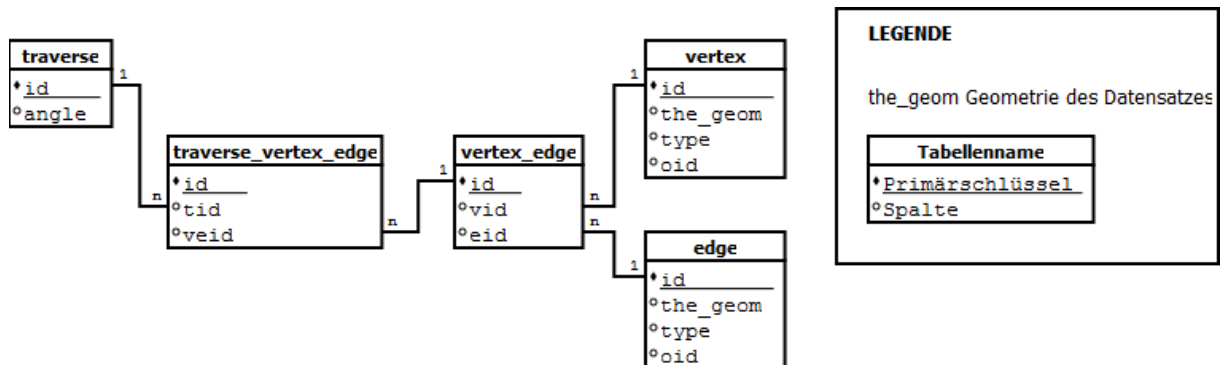 traverse
id
angle
1
n
traverse_vertex_edge
id
tid
veid
n
1
vertex_edge
id
vid
eid
n
n
1
1
vertex
id
the_geom
type
oid
edge
id
the_geom
type
oid
LEGENDE
the_geom Geometrie des Datensatzes
Tabellenname
Primärschlüssel
Spalte